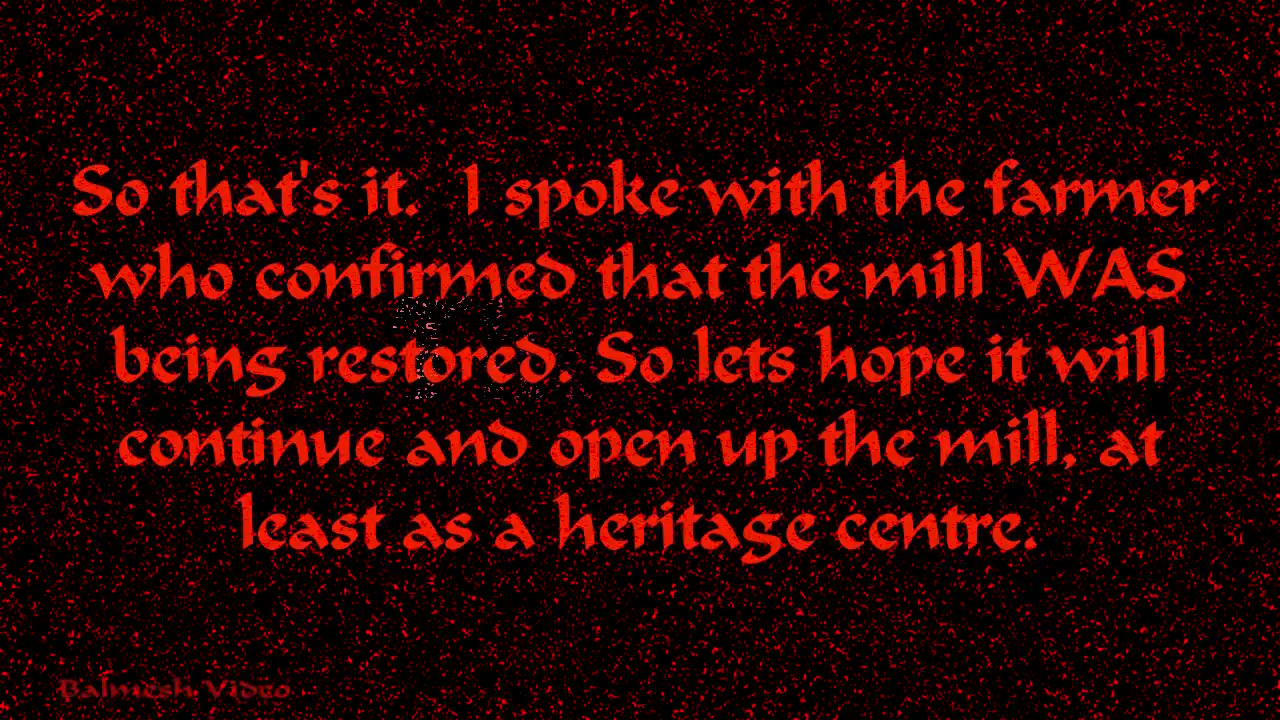 So that's it.  I spoke with the farmer
who confirmed that the mill WAS
being restored. So lets hope it will
continue and open up the mill, at
least as a heritage centre.
Balmesh Video